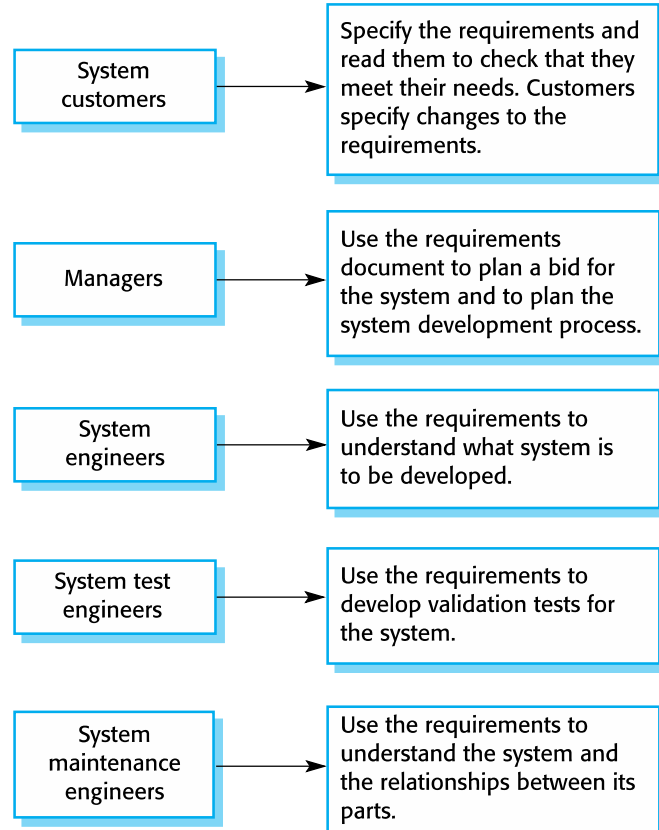 System
customers
Specify the requirements and
read them to check that they
meet their needs. Customers
specify changes to the
requirements.
Managers
Use the requirements
document to plan a bid for
the system and to plan the
system development process.
System
engineers
Use the requirements to
understand what system is
to be developed.
System test
engineers
Use the requirements to
develop validation tests for
the system.
System
maintenance
engineers
Use the requirements to
understand the system and
the relationships between its
parts.